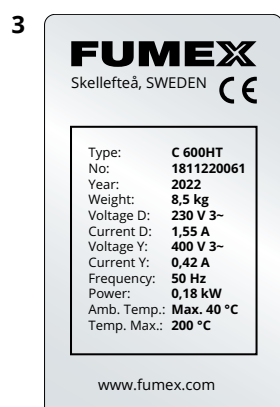 3
FUMEX
Skellefteå, SWEDEN CE
Type: C 600HT
No: 1811220061
Year: 2022
Weight: 8,5 kg
Voltage D: 230 V 3~
Current D: 1,55 A
Voltage Y: 400 V 3~
Current Y: 0,42 A
Frequency: 50 Hz
Power: 0,18 kW
Amb. Temp.: Max. 40 °C
Temp. Max.: 200 °C
www.fumex.com